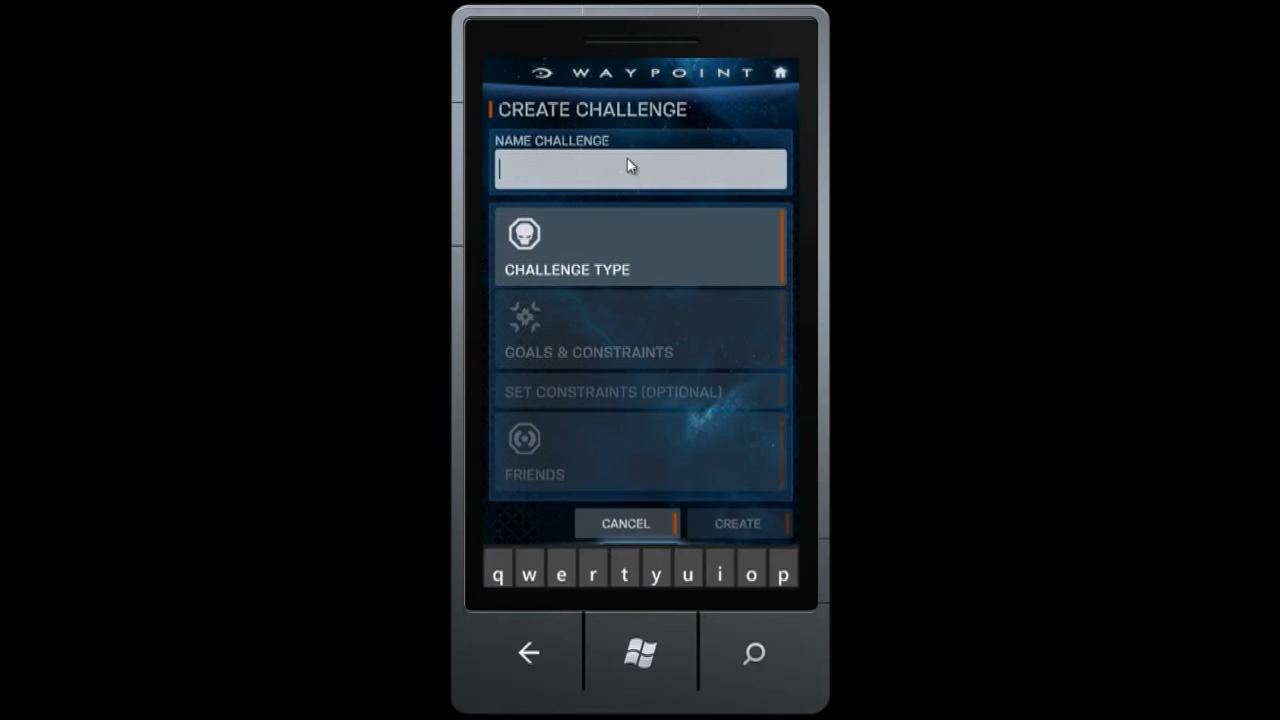 WAYPOINT
CREATE CHALLENGE
NAME CHALLENGE
CHALLENGE TYPE
GOALS & CONSTRAINTS
SET CONSTRAINTS (OPTIONAL)
FRIENDS
CANCEL CREATE
q w e r t y u i o p